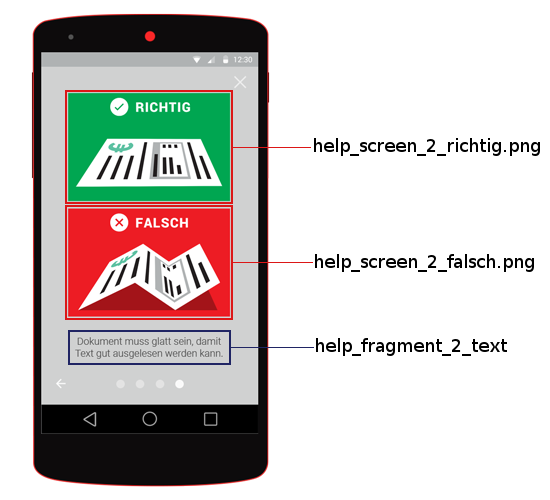 12:30
RICHTIG
help_screen_2_richtig.png
FALSCH
help_screen_2_falsch.png
Dokument muss glatt sein, damit
Text gut ausgelesen werden kann.
help_fragment_2_text